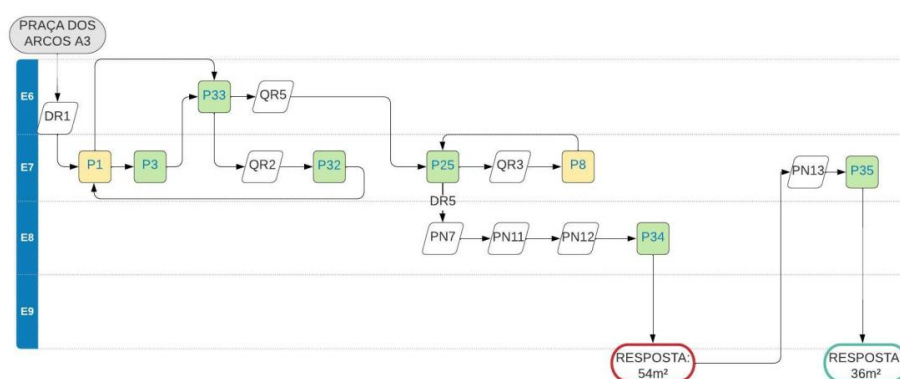 PRAÇA DOS
ARCOS A3
E6
P33
QR5
DR1
E7
P1
P3
QR2
P32
P25
QR3
P8
PN13
P35
DR5
E8
PN7
PN11
PN12
P34
E9
RESPOSTA:
54m²
RESPOSTA
36m²